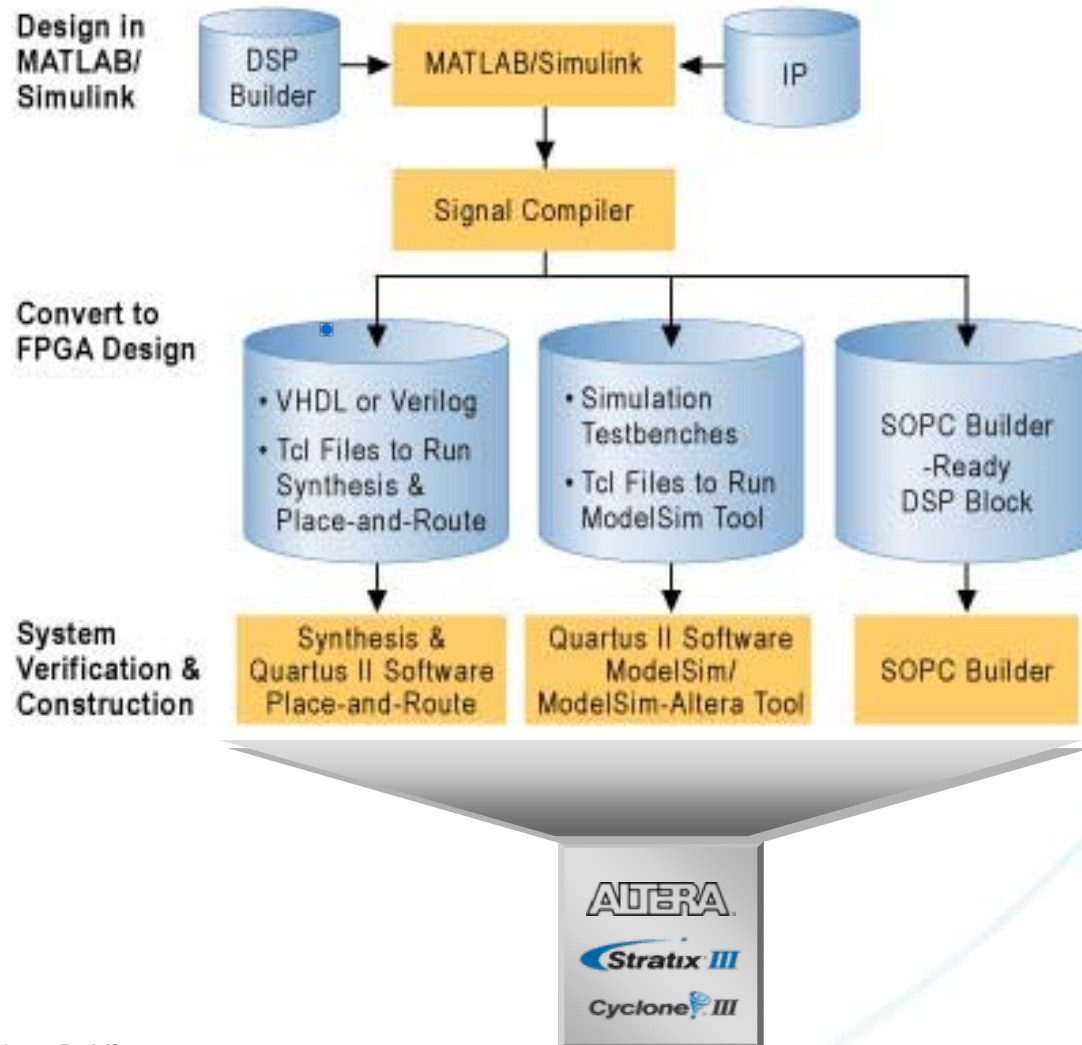 Design in
MATLAB/
Simulink
DSP
Builder
MATLAB/Simulink
IP
Signal Compiler
Convert to
FPGA Design
• VHDL or Verilog
• Tcl Files to Run
Synthesis &
Place-and-Route
• Simulation
Testbenches
• Tcl Files to Run
ModelSim Tool
SOPC Builder
-Ready
DSP Block
System
Verification &
Construction
Synthesis &
Quartus II Software
Place-and-Route
Quartus II Software
ModelSim/
ModelSim-Altera Tool
SOPC Builder
ALTERA.
Stratix III
Cyclone III